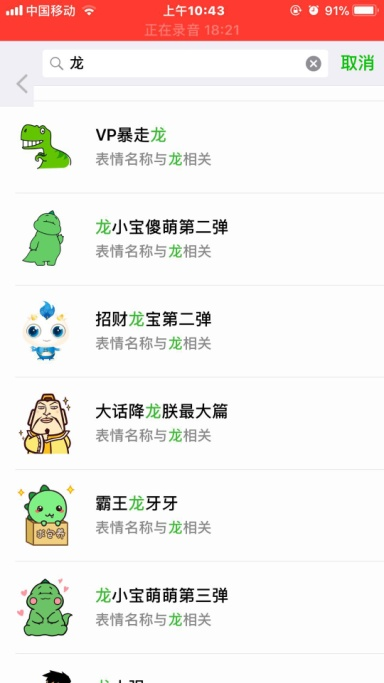 中国移动 上午10:43 91%
正在录音 18:21
龙 取消
VP暴走龙
表情名称与龙相关
龙小宝傻萌第二弹
表情名称与龙相关
招财龙宝第二弹
表情名称与龙相关
大话降龙朕最大篇
表情名称与龙相关
霸王龙牙牙
表情名称与龙相关
求包养
龙小宝萌萌第三弹
表情名称与龙相关